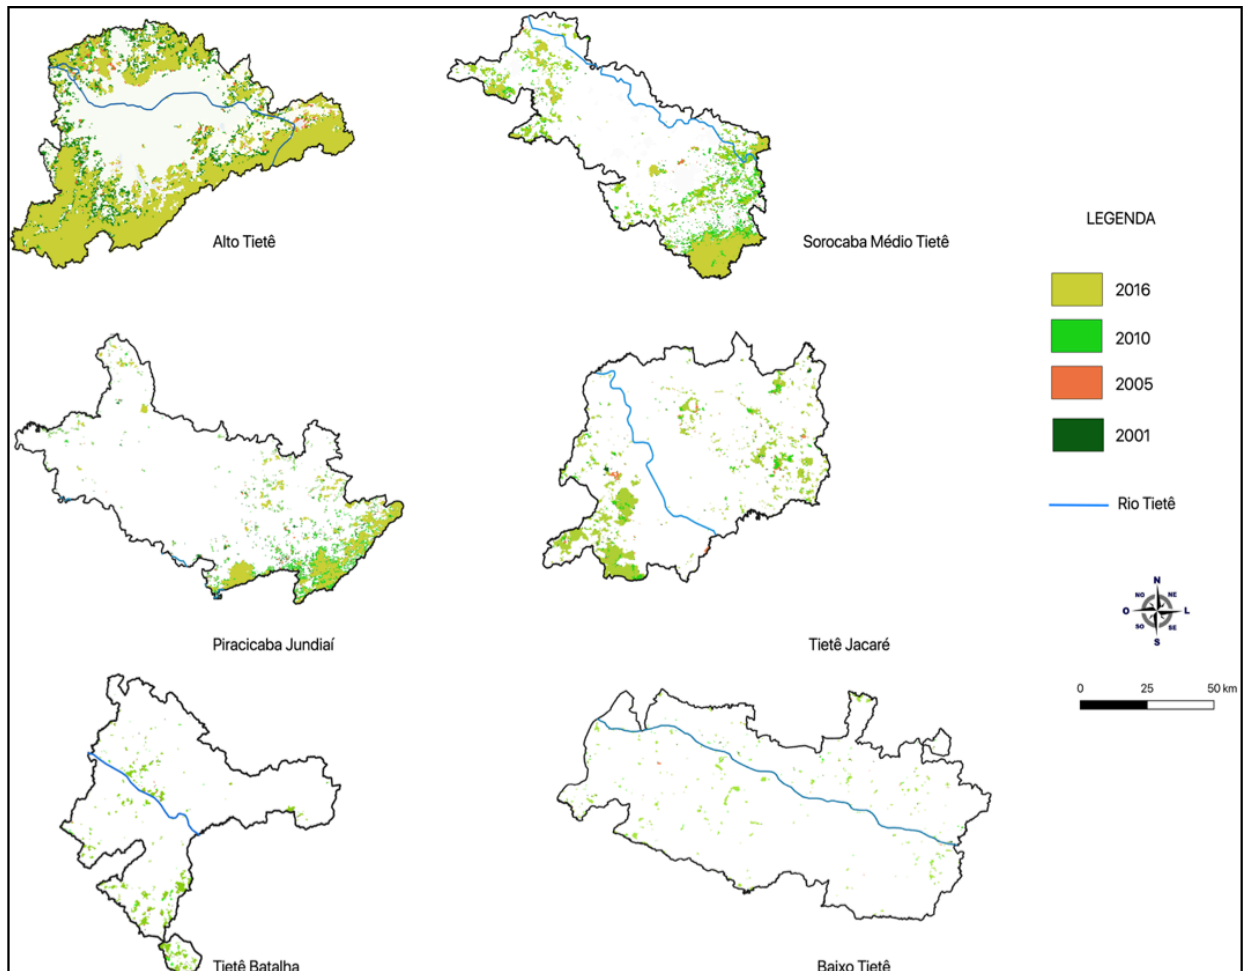 Alto Tietê
Sorocaba Médio Tietê
LEGENDA
2016
2010
2005
2001
Rio Tietê
N
NO
NE
O
L
SO
SE
S
Piracicaba Jundiaí
Tietê Jacaré
0 25 50 km
Tietê Batalha
Baixo Tietê